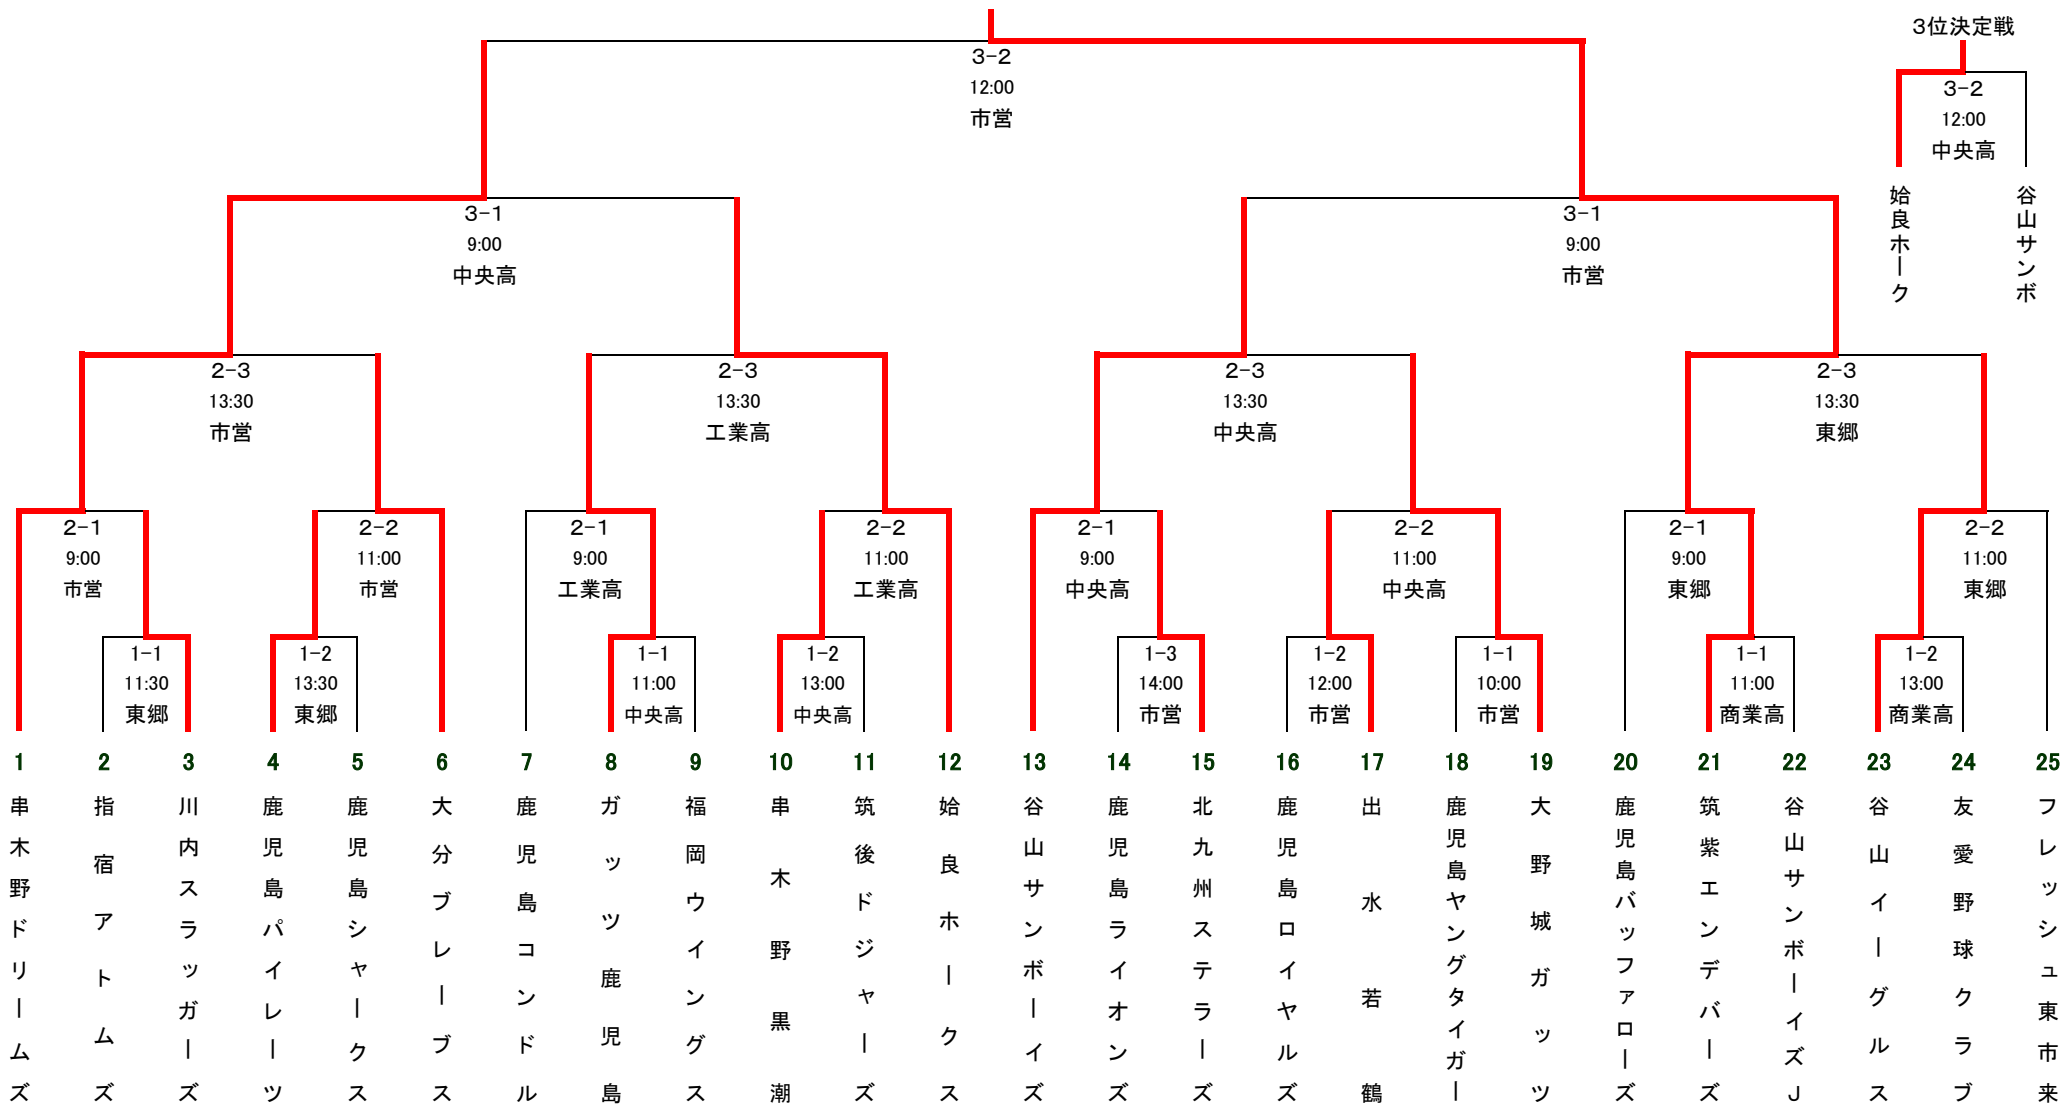 3位決定戦
3-2
12:00
市営
3-2
12:00
中央高
姶良ホーク
谷山サンボ
3-1
9:00
中央高
3-1
9:00
市営
2-3
13:30
市営
2-3
13:30
工業高
2-3
13:30
中央高
2-3
13:30
東郷
2-1
9:00
市営
2-2
11:00
市営
2-1
9:00
工業高
2-2
11:00
工業高
2-1
9:00
中央高
2-2
11:00
中央高
2-1
9:00
東郷
2-2
11:00
東郷
1-1
11:30
東郷
1-2
13:30
東郷
1-1
11:00
中央高
1-2
13:00
中央高
1-3
14:00
市営
1-2
12:00
市営
1-1
10:00
市営
1-1
11:00
商業高
1-2
13:00
商業高
1
串木野ドリームズ
2
指宿アトムズ
3
川内スラッガーズ
4
鹿児島パイレーツ
5
鹿児島シャークス
6
大分ブレーブス
7
鹿児島コンドル
8
ガッツ鹿児島
9
福岡ウイングス
10
串木野黒潮
11
筑後ドジャーズ
12
姶良ホークス
13
谷山サンボーイズ
14
鹿児島ライオンズ
15
北九州ステラーズ
16
鹿児島ロイヤルズ
17
出水若鶴
18
鹿児島ヤングタイガー
19
大野城ガッツ
20
鹿児島バッファローズ
21
筑紫エンデバーズ
22
谷山サンボーイズJ
23
谷山イーグルス
24
友愛野球クラブ
25
フレッシュ東市来